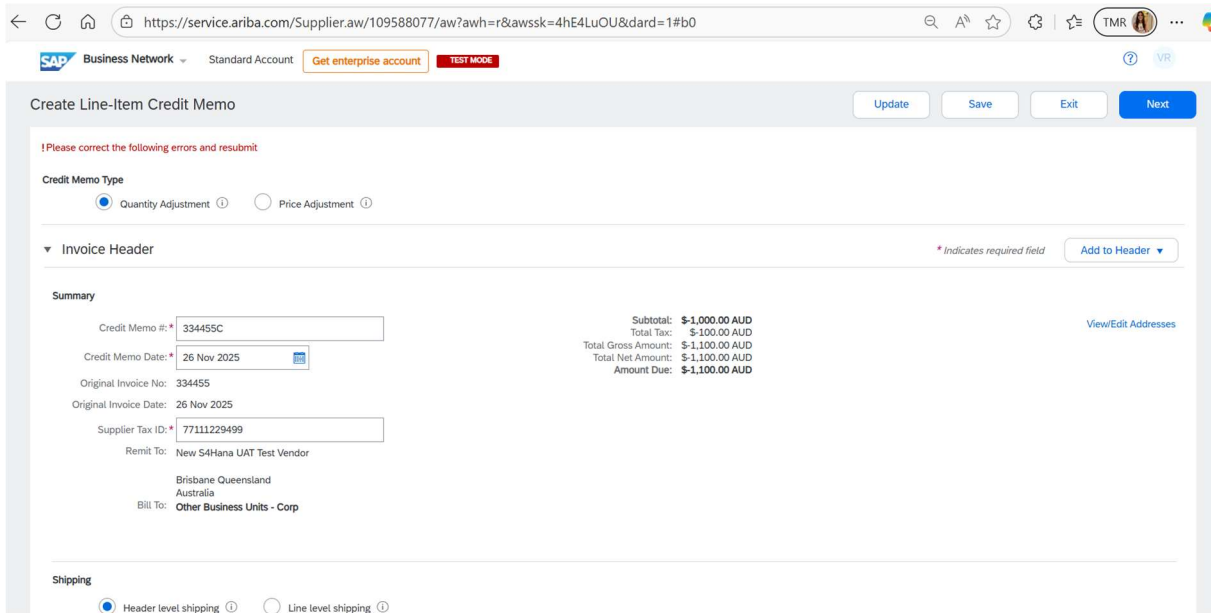 https://service.ariba.com/Supplier.aw/109588077/aw?awh=r&awssk=4hE4LuOU&dard=1#b0
TMR
SAP Business Network Standard Account Get enterprise account TEST MODE VR
Create Line-Item Credit Memo Update Save Exit Next
!Please correct the following errors and resubmit
Credit Memo Type
Quantity Adjustment Price Adjustment
Invoice Header * Indicates required field Add to Header
Summary
Credit Memo #:* 334455C
Credit Memo Date:* 26 Nov 2025
Original Invoice No: 334455
Original Invoice Date: 26 Nov 2025
Supplier Tax ID:* 77111229499
Remit To: New S4Hana UAT Test Vendor
Brisbane Queensland
Australia
Bill To: Other Business Units - Corp
Subtotal: $-1,000.00 AUD
Total Tax: $-100.00 AUD
Total Gross Amount: $-1,100.00 AUD
Total Net Amount: $-1,100.00 AUD
Amount Due: $-1,100.00 AUD
View/Edit Addresses
Shipping
Header level shipping Line level shipping